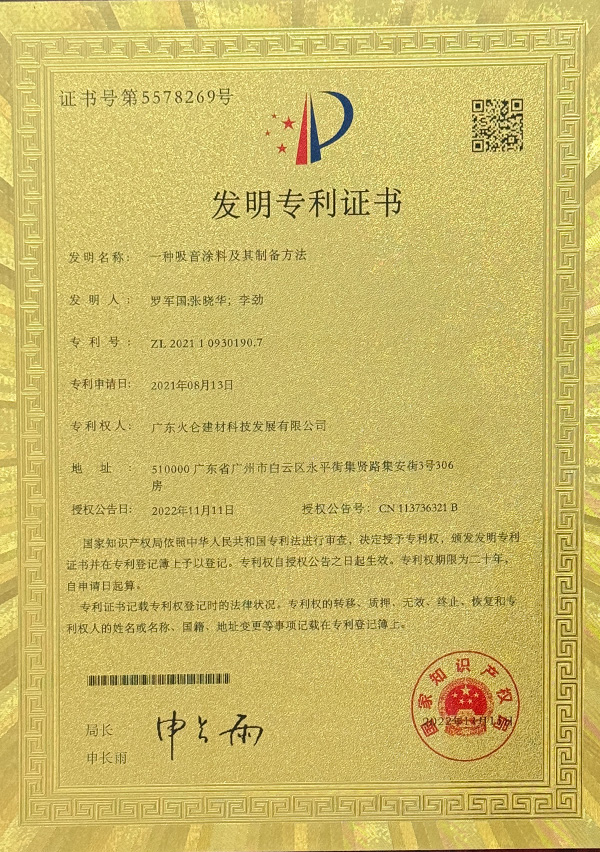 证书号第5578269号
发明专利证书
发明名称： 一种吸音涂料及其制备方法
发明人： 罗军国;张晓华；李劲
专利号： ZL 2021 1 0930190.7
专利申请日： 2021年08月13日
专利权人： 广东火仑建材科技发展有限公司
地址： 510000 广东省广州市白云区永平街集贤路集安街3号306
房
授权公告日： 2022年11月11日 授权公告号： CN 113736321 B
国家知识产权局依照中华人民共和国专利法进行审查，决定授予专利权，颁发发明专利
证书并在专利登记簿上予以登记。专利权自授权公告之日起生效。专利权期限为二十年，
自申请日起算。
专利证书记载专利权登记时的法律状况。专利权的转移、质押、无效、终止、恢复和专
利权人的姓名或名称、国籍、地址变更等事项记载在专利登记簿上。
局长
申长雨
申长雨
国家知识产权局
2022年11月11日